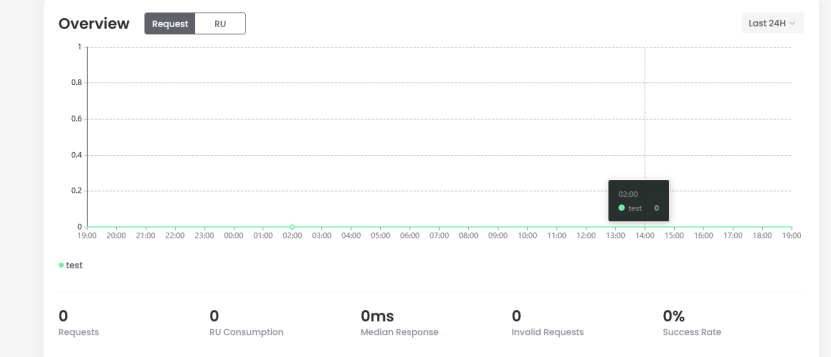 Overview Request RU Last 24H
1
0.8
0.6
0.4
0.2
02:00
test 0
0
19:00 20:00 21:00 22:00 23:00 00:00 01:00 02:00 03:00 04:00 05:00 06:00 07:00 08:00 09:00 10:00 11:00 12:00 13:00 14:00 15:00 16:00 17:00 18:00 19:00
test
0 0 0ms 0 0%
Requests RU Consumption Median Response Invalid Requests Success Rate